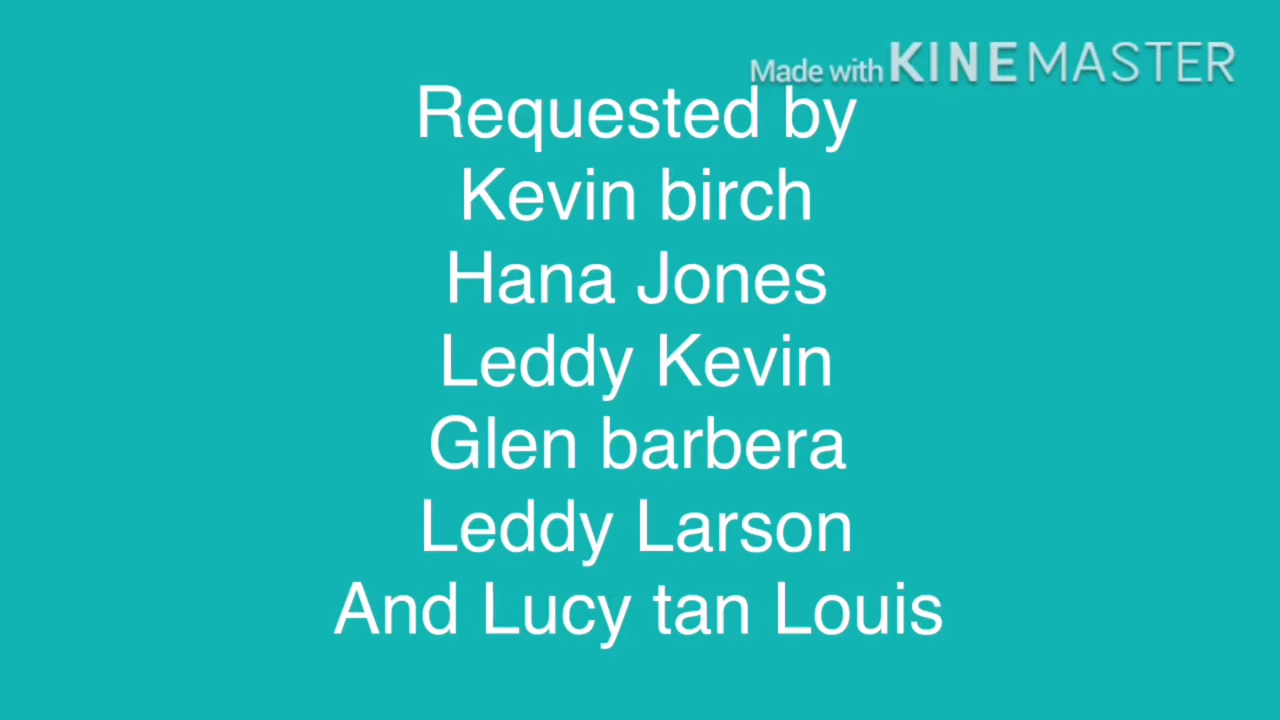 Made with KINEMASTER
Requested by
Kevin birch
Hana Jones
Leddy Kevin
Glen barbera
Leddy Larson
And Lucy tan Louis